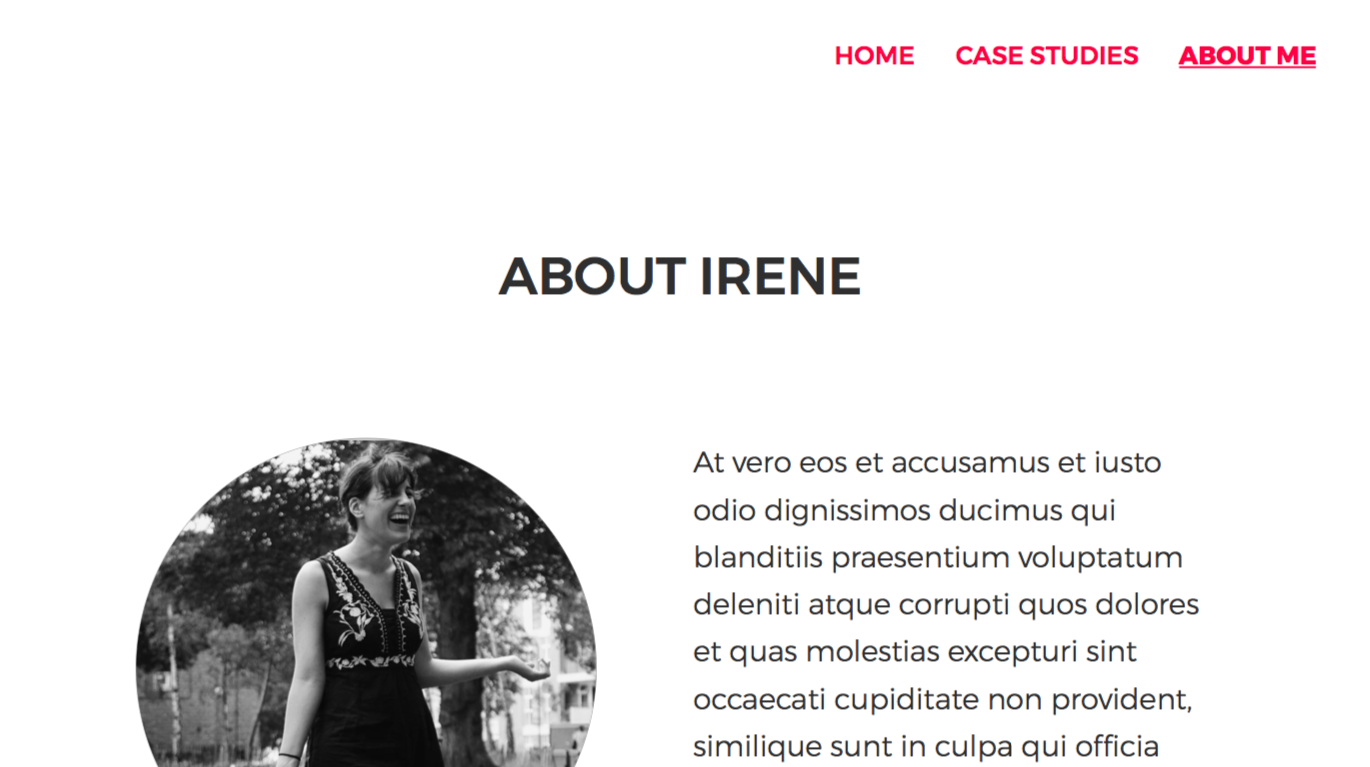 HOME CASE STUDIES ABOUT ME
ABOUT IRENE
At vero eos et accusamus et iusto
odio dignissimos ducimus qui
blanditiis praesentium voluptatum
deleniti atque corrupti quos dolores
et quas molestias excepturi sint
occaecati cupiditate non provident,
similique sunt in culpa qui officia